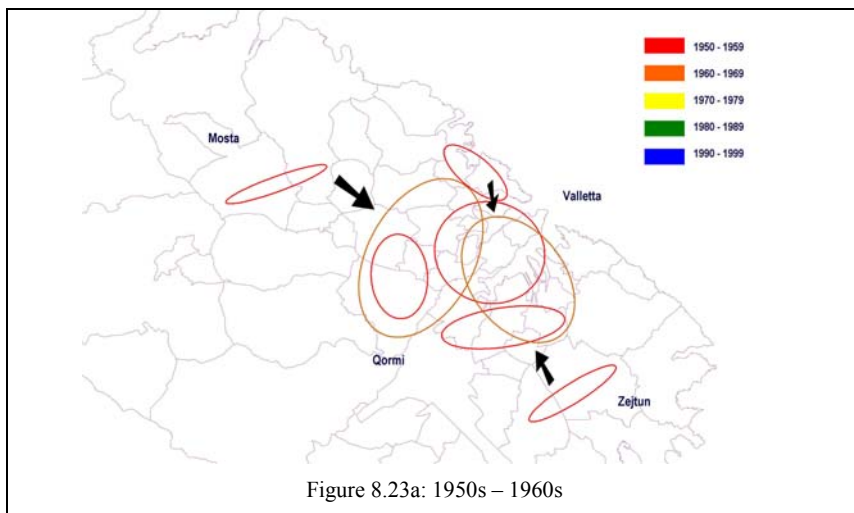 1950 - 1959
1960 - 1969
1970 - 1979
1980 - 1989
1990 - 1999
Mosta
Valletta
Qormi
Zejtun
Figure 8.23a: 1950s – 1960s